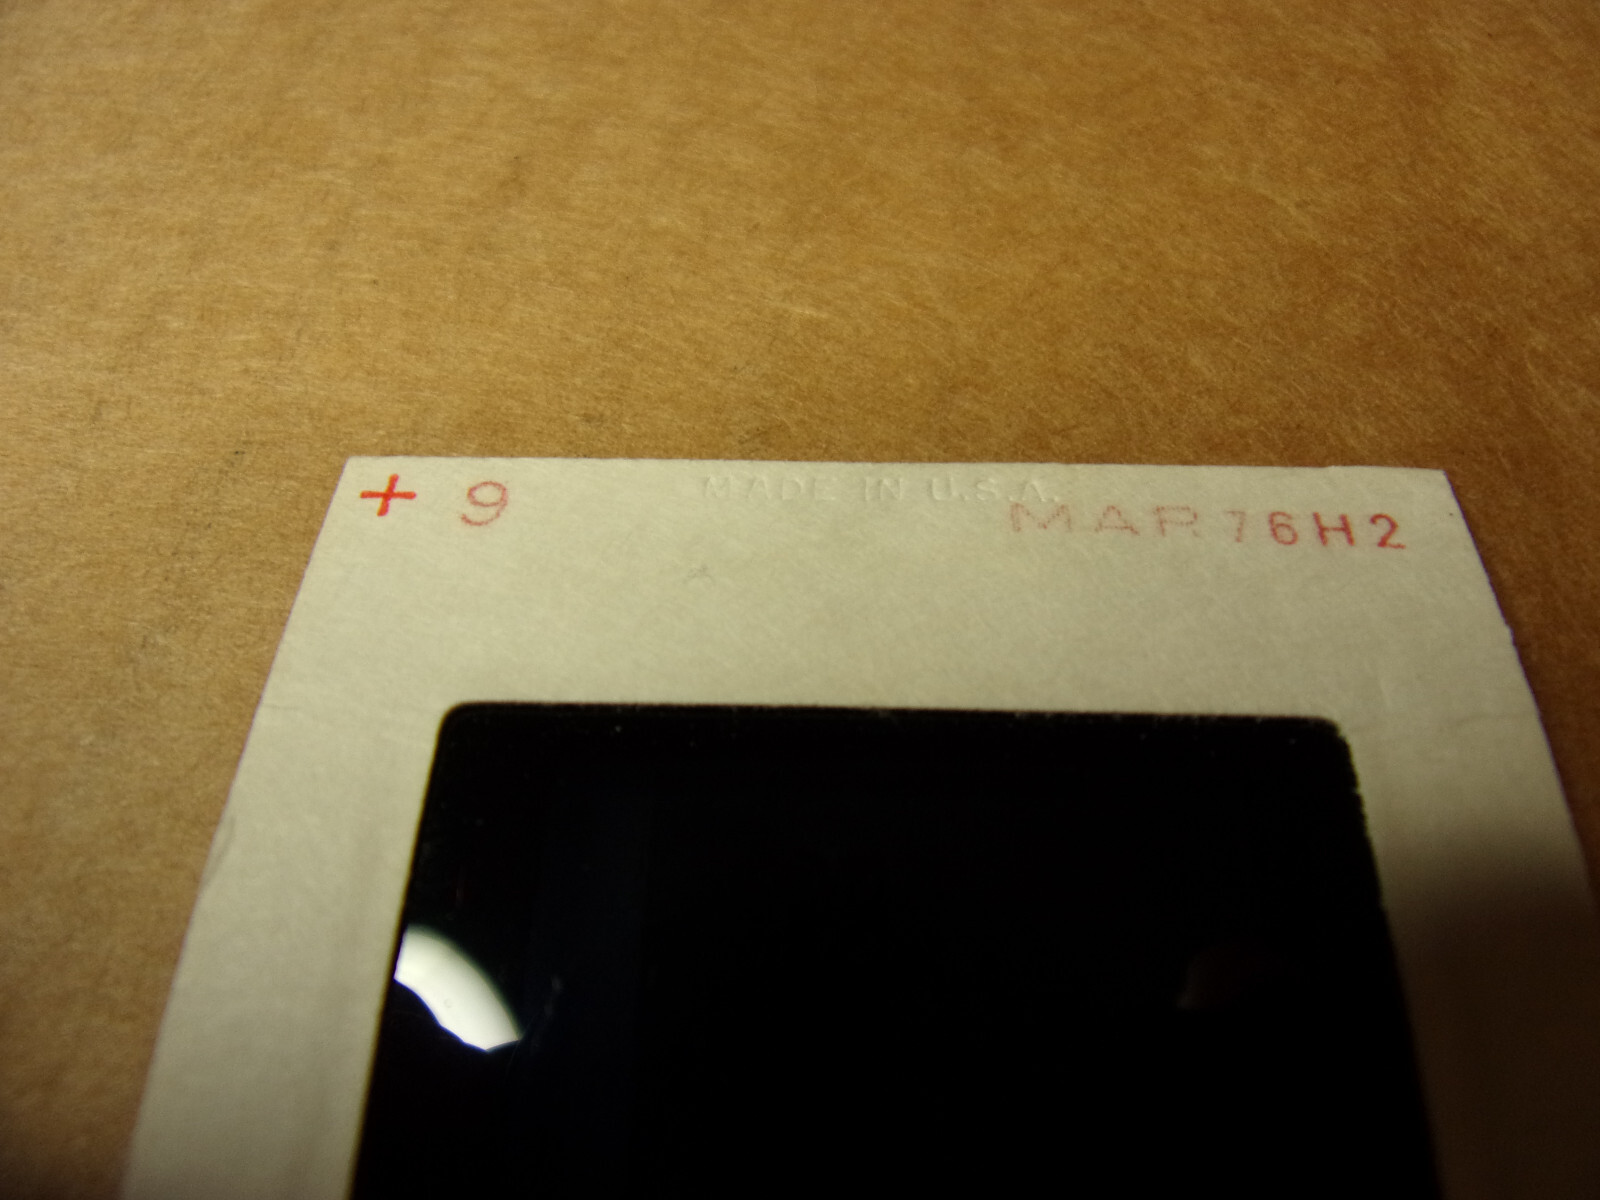 + 9
MADE IN U.S.A.
MAR 76H2